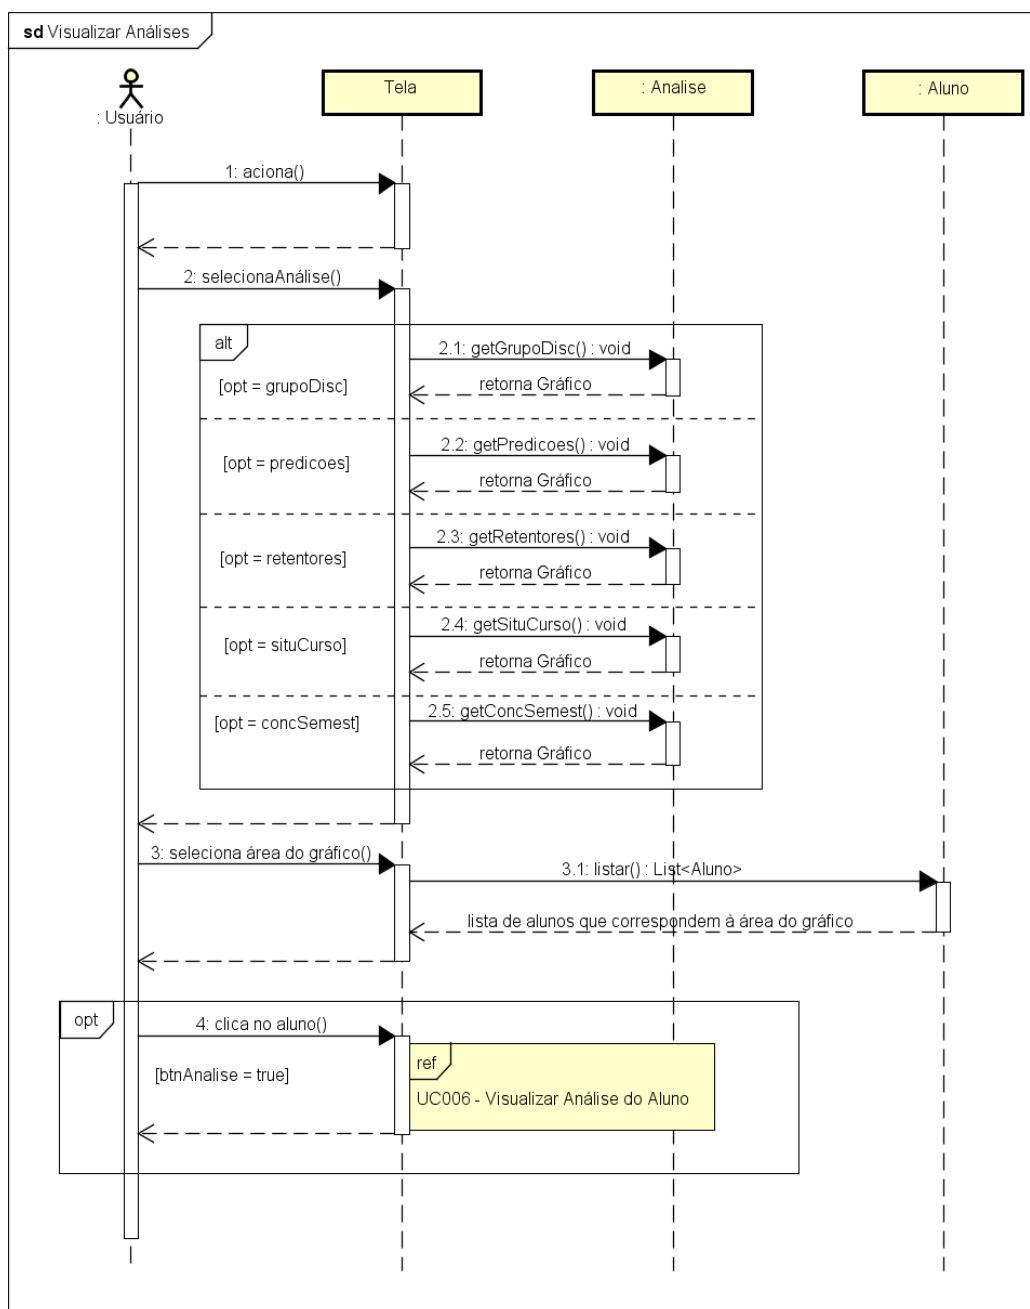 sd Visualizar Análises
: Usuário
Tela
: Analise
: Aluno
1: aciona()
2: selecionaAnálise()
alt
2.1: getGrupoDisc() : void
[opt = grupoDisc]
retorna Gráfico
2.2: getPredicoes() : void
[opt = predicoes]
retorna Gráfico
2.3: getRetentores() : void
[opt = retentores]
retorna Gráfico
2.4: getSituCurso() : void
[opt = situCurso]
retorna Gráfico
2.5: getConcSemest() : void
[opt = concSemest]
retorna Gráfico
3: seleciona área do gráfico()
3.1: listar() : List<Aluno>
lista de alunos que correspondem à área do gráfico
opt
4: clica no aluno()
[btnAnalise = true]
ref
UC006 - Visualizar Análise do Aluno